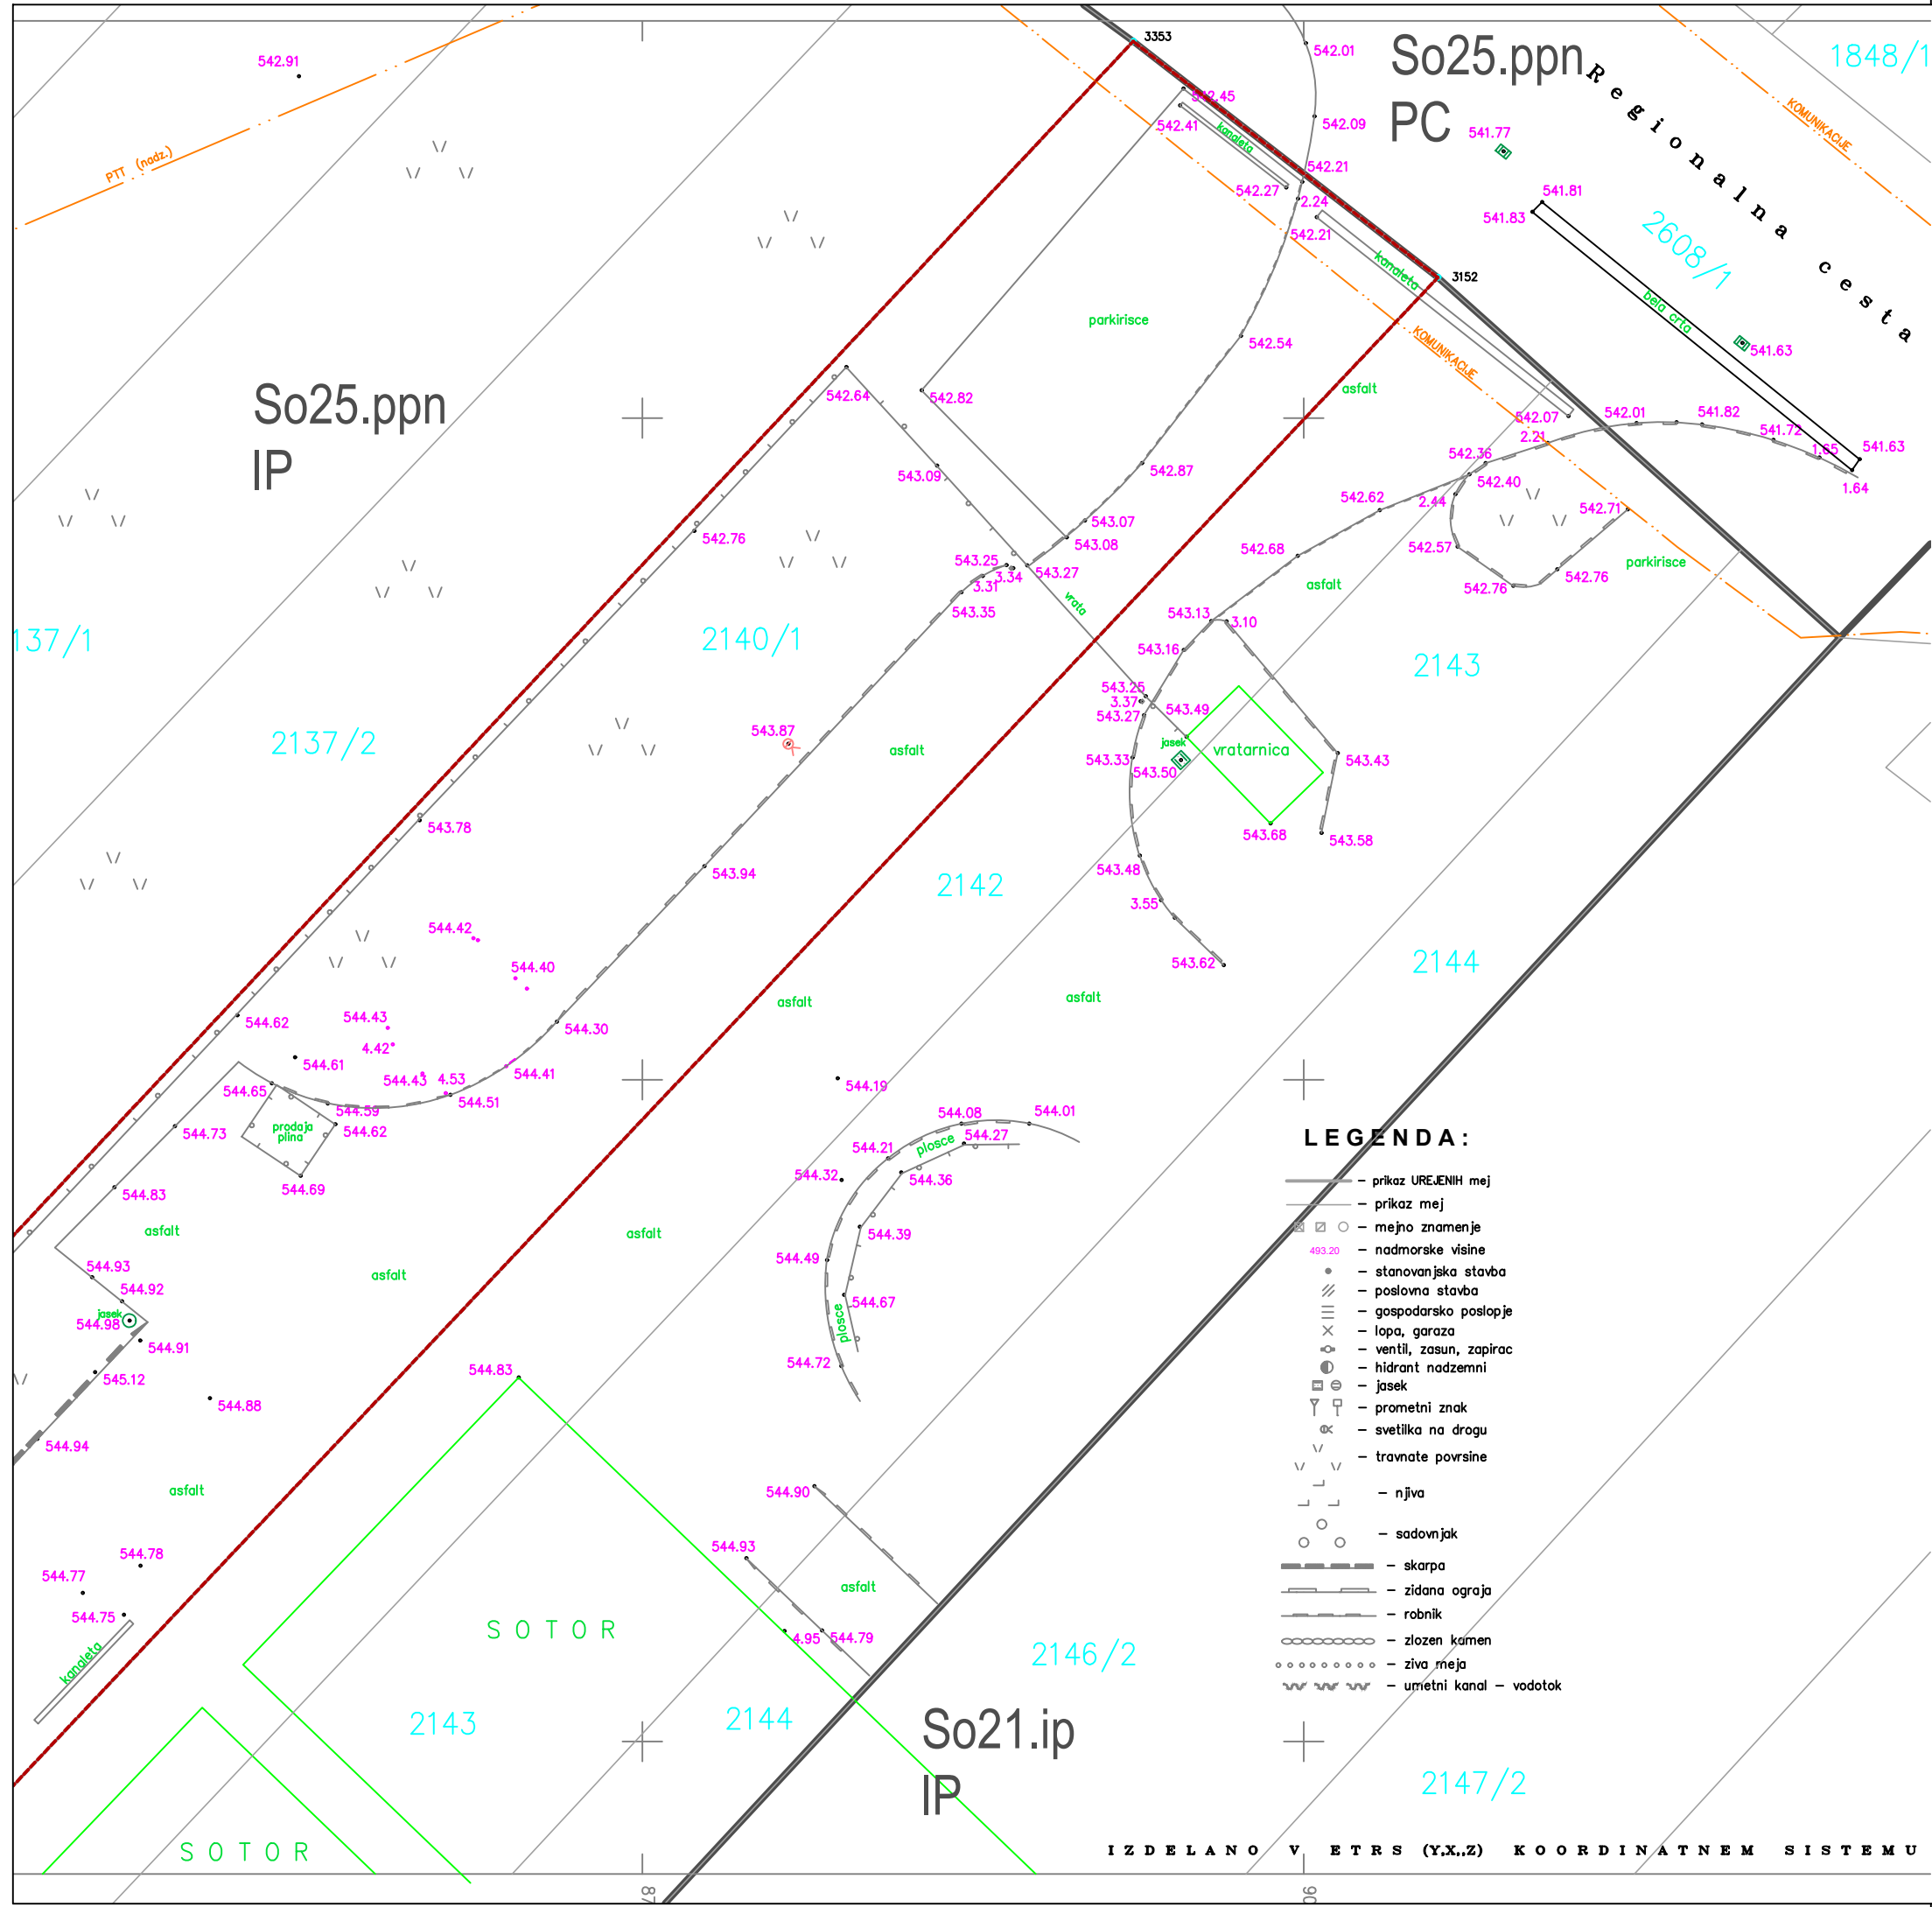 3353
542.01
So25.ppn
PC
1848/1
542.91
PTT (nadz.)
542.45
542.41
kanaleta
542.09
541.77
KOMUNIKACIJE
Regionalna cesta
542.21
542.27
2.24
542.21
541.81
541.83
2608/1
kanaleta
3152
bela crta
parkirisce
542.54
KOMUNIKACIJE
541.63
So25.ppn
IP
542.64
542.82
asfalt
542.07
542.01
541.82
2.21
541.72
1.65
541.63
543.09
542.87
542.36
542.40
1.64
2.44
542.62
542.71
542.76
543.07
543.08
542.68
542.57
543.25
3.34
543.27
3.31
543.35
vrata
asfalt
542.76
542.76
parkirisce
137/1
2140/1
543.13
3.10
543.16
2143
2137/2
543.87
asfalt
543.25
3.37
543.27
543.49
jasek
vratarnica
543.33
543.50
543.43
543.78
543.68
543.58
543.94
2142
543.48
3.55
544.42
544.40
543.62
2144
asfalt
asfalt
544.62
544.43
4.42
544.30
544.61
544.43
4.53
544.41
544.65
544.59
544.51
544.19
544.73
prodaja
plina
544.62
544.08
544.01
544.27
plosce
544.21
544.32
544.36
544.83
544.69
asfalt
asfalt
544.39
544.49
544.93
asfalt
544.92
544.67
jasek
544.98
plosce
544.91
544.72
545.12
544.83
544.88
544.94
asfalt
544.90
544.93
544.78
544.77
asfalt
544.75
SOTOR
4.95
544.79
kanaleta
2146/2
2143
2144
So21.ip
IP
2147/2
SOTOR
LEGENDA:
– prikaz UREJENIH mej
– prikaz mej
– mejno znamenje
493.20 – nadmorske visine
– stanovanjska stavba
– poslovna stavba
– gospodarsko poslopje
– lopa, garaza
– ventil, zasun, zapirac
– hidrant nadzemni
– jasek
– prometni znak
– svetilka na drogu
– travnate povrsine
– njiva
– sadovnjak
– skarpa
– zidana ograja
– robnik
– zlozen kamen
– ziva meja
– umetni kanal – vodotok
IZDELANO V ETRS (Y,X,,Z) KOORDINATNEM SISTEMU